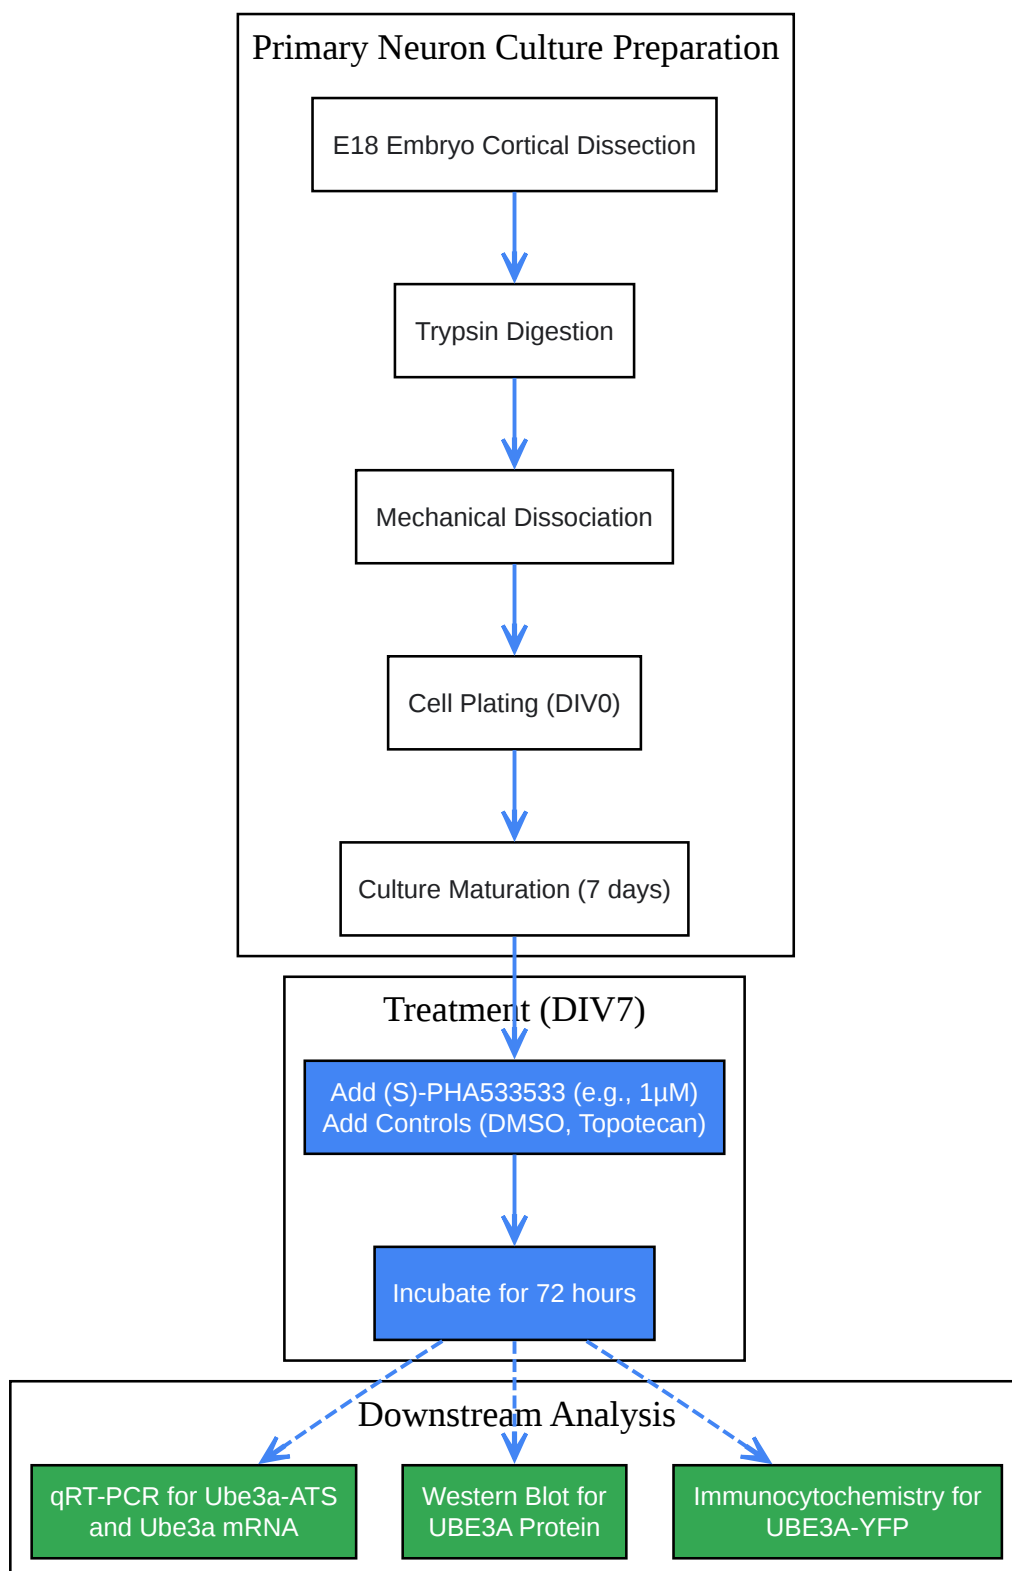 Primary Neuron Culture Preparation
E18 Embryo Cortical Dissection
Trypsin Digestion
Mechanical Dissociation
Cell Plating (DIV0)
Culture Maturation (7 days)
Treatment (DIV7)
Add (S)-PHA533533 (e.g., 1µM)
Add Controls (DMSO, Topotecan)
Incubate for 72 hours
Downstream Analysis
qRT-PCR for Ube3a-ATS
and Ube3a mRNA
Western Blot for
UBE3A Protein
Immunocytochemistry for
UBE3A-YFP